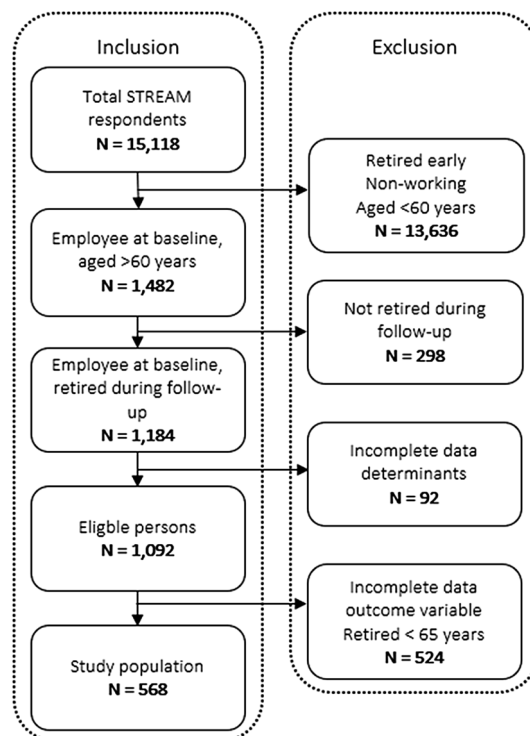 Inclusion
Exclusion
Total STREAM
respondents
N = 15,118
Retired early
Non-working
Aged <60 years
N = 13,636
Employee at baseline,
aged >60 years
N = 1,482
Not retired during
follow-up
N = 298
Employee at baseline,
retired during follow-
up
N = 1,184
Incomplete data
determinants
N = 92
Eligble persons
N = 1,092
Incomplete data
outcome variable
Retired < 65 years
N = 524
Study population
N = 568